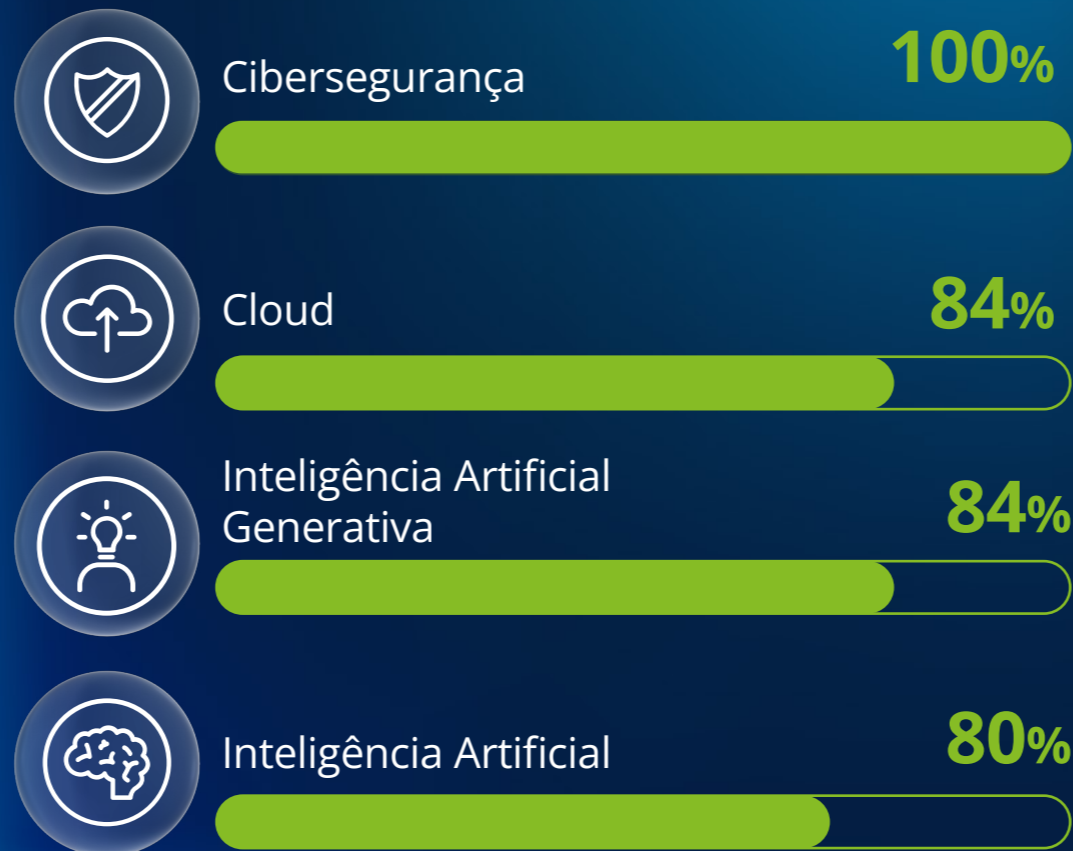 Cibersegurança 100%
Cloud 84%
Inteligência Artificial
Generativa 84%
Inteligência Artificial 80%